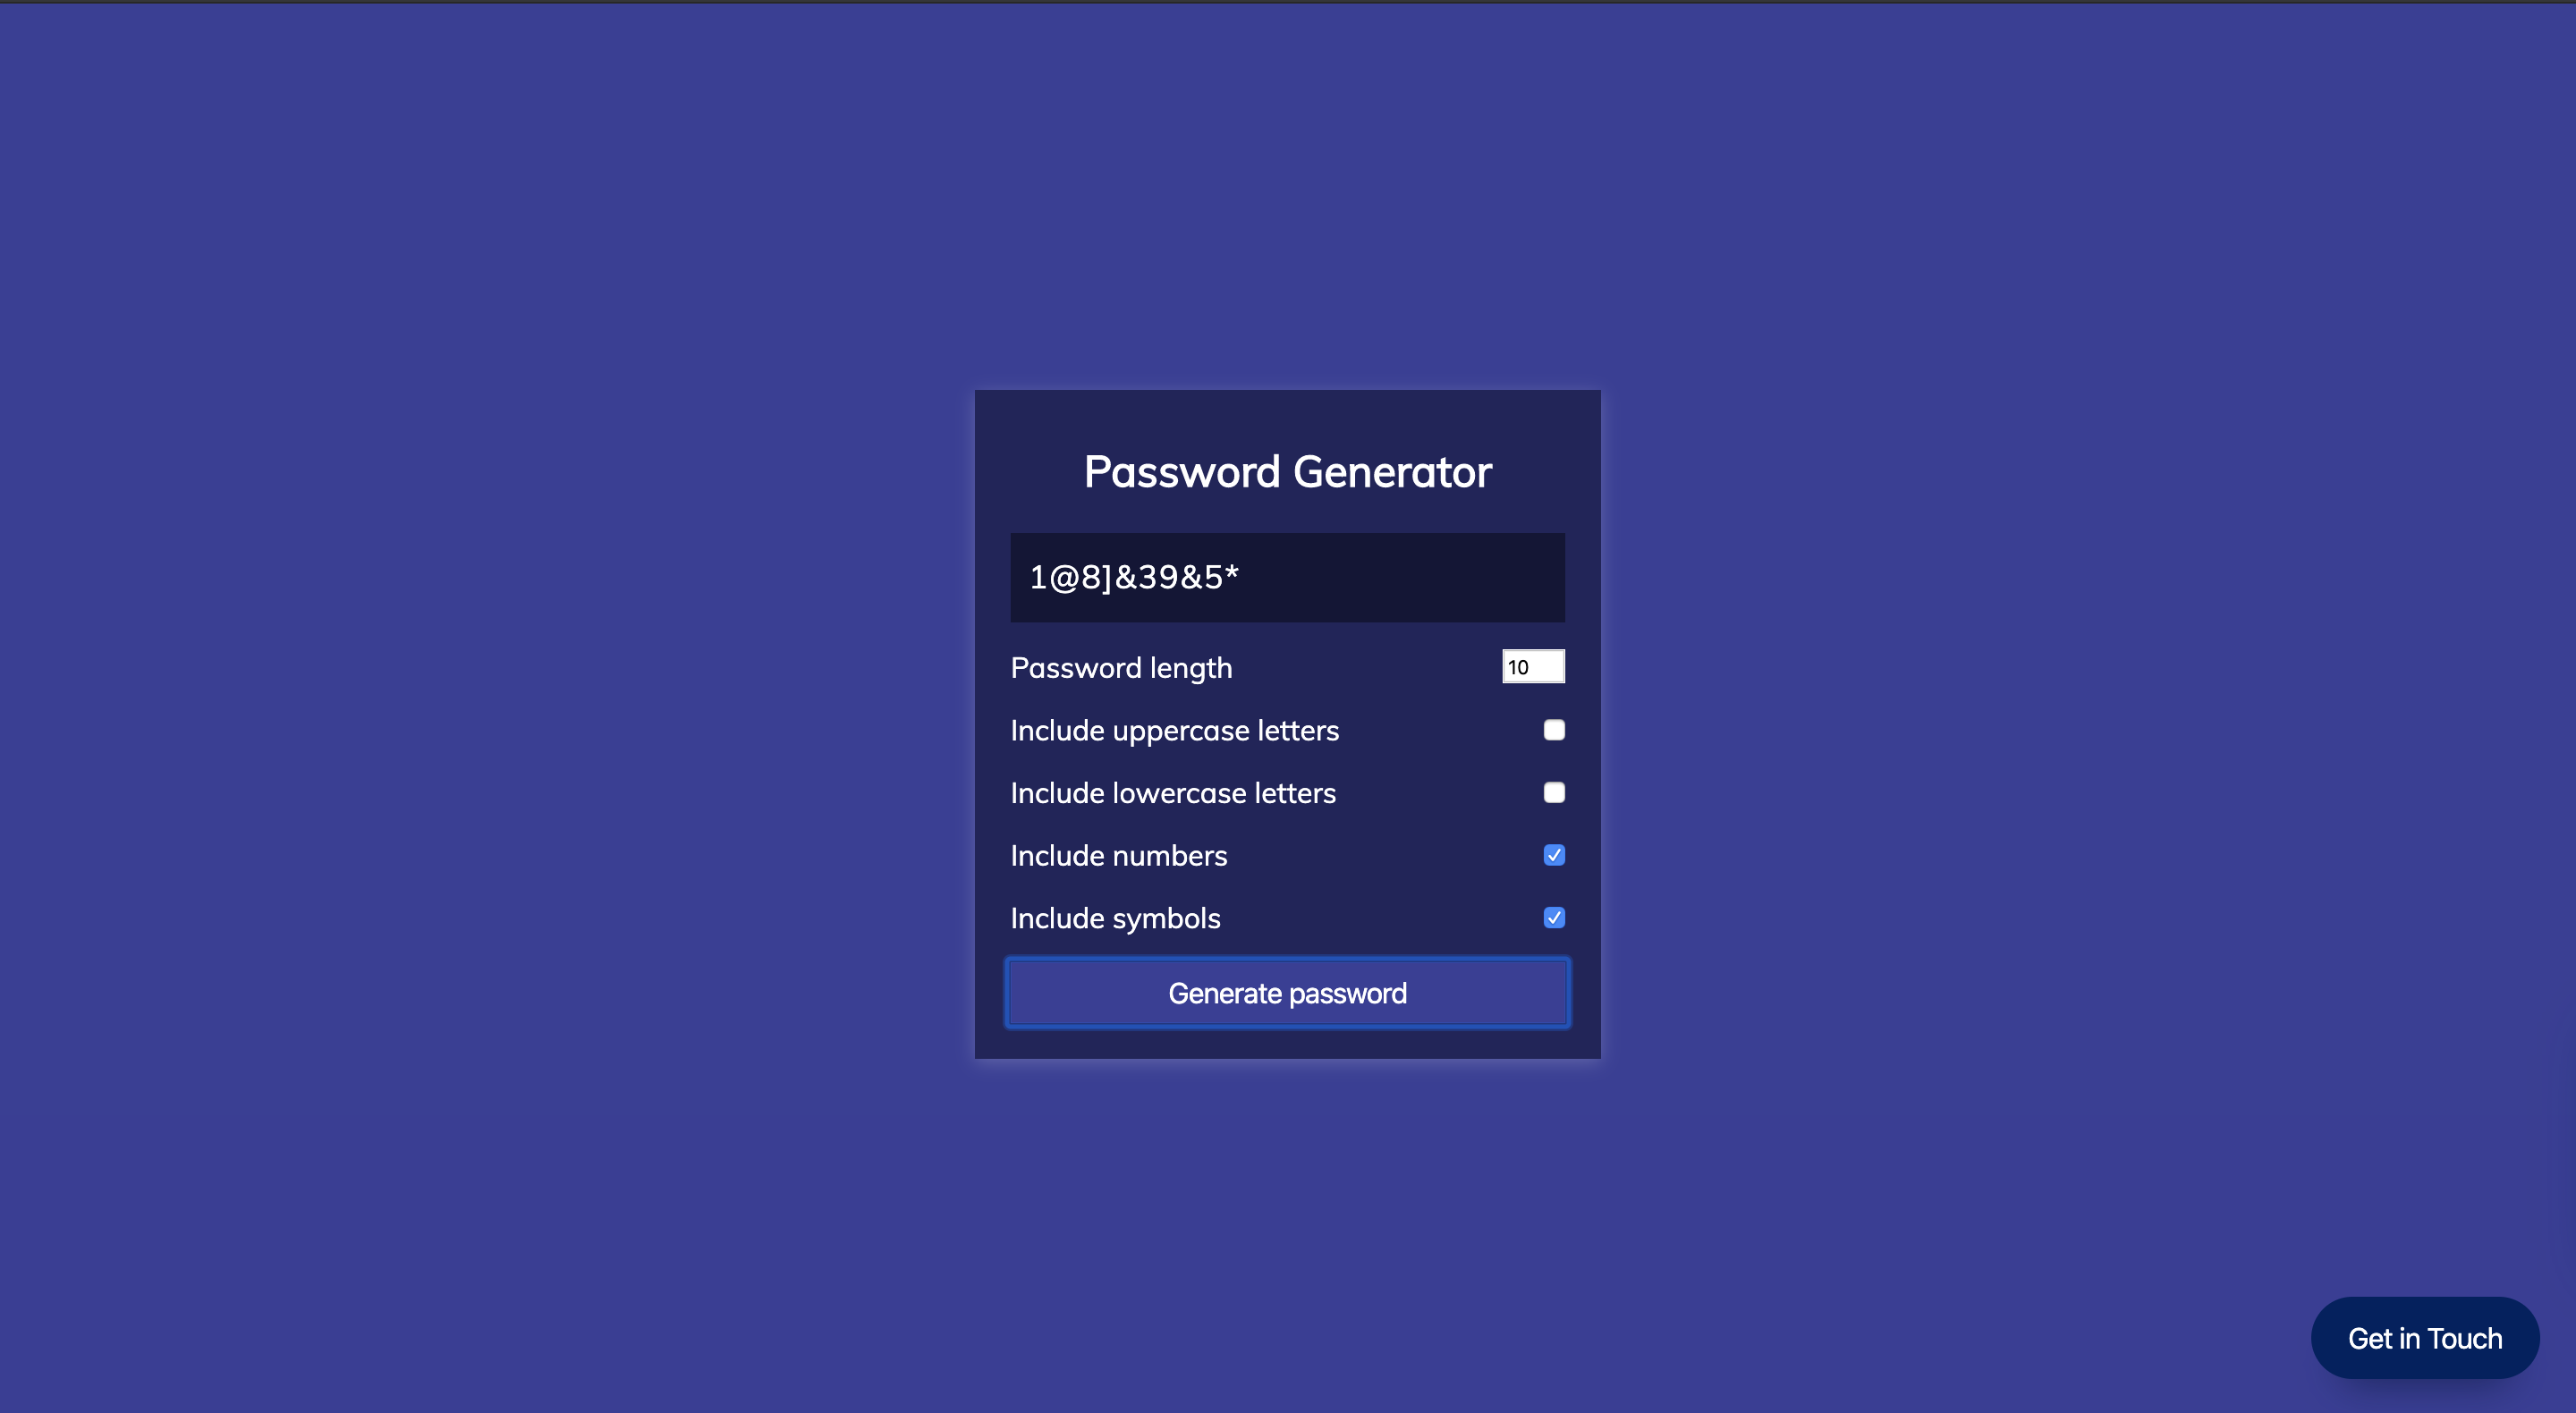 Password Generator
1@8]&39&5*
Password length 10
Include uppercase letters
Include lowercase letters
Include numbers
Include symbols
Generate password
Get in Touch